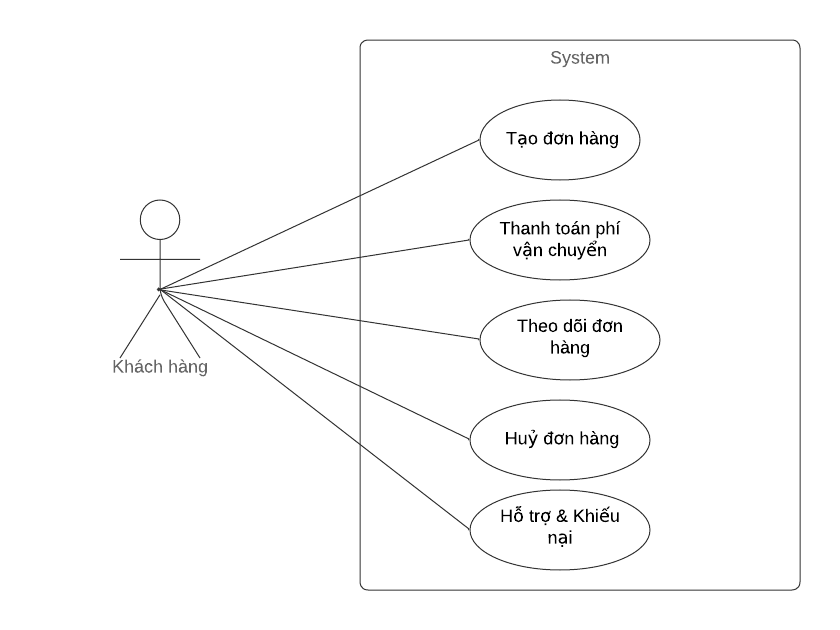 System
Tạo đơn hàng
Thanh toán phí
vận chuyển
Theo dõi đơn
hàng
Khách hàng
Huỷ đơn hàng
Hỗ trợ & Khiếu
nại